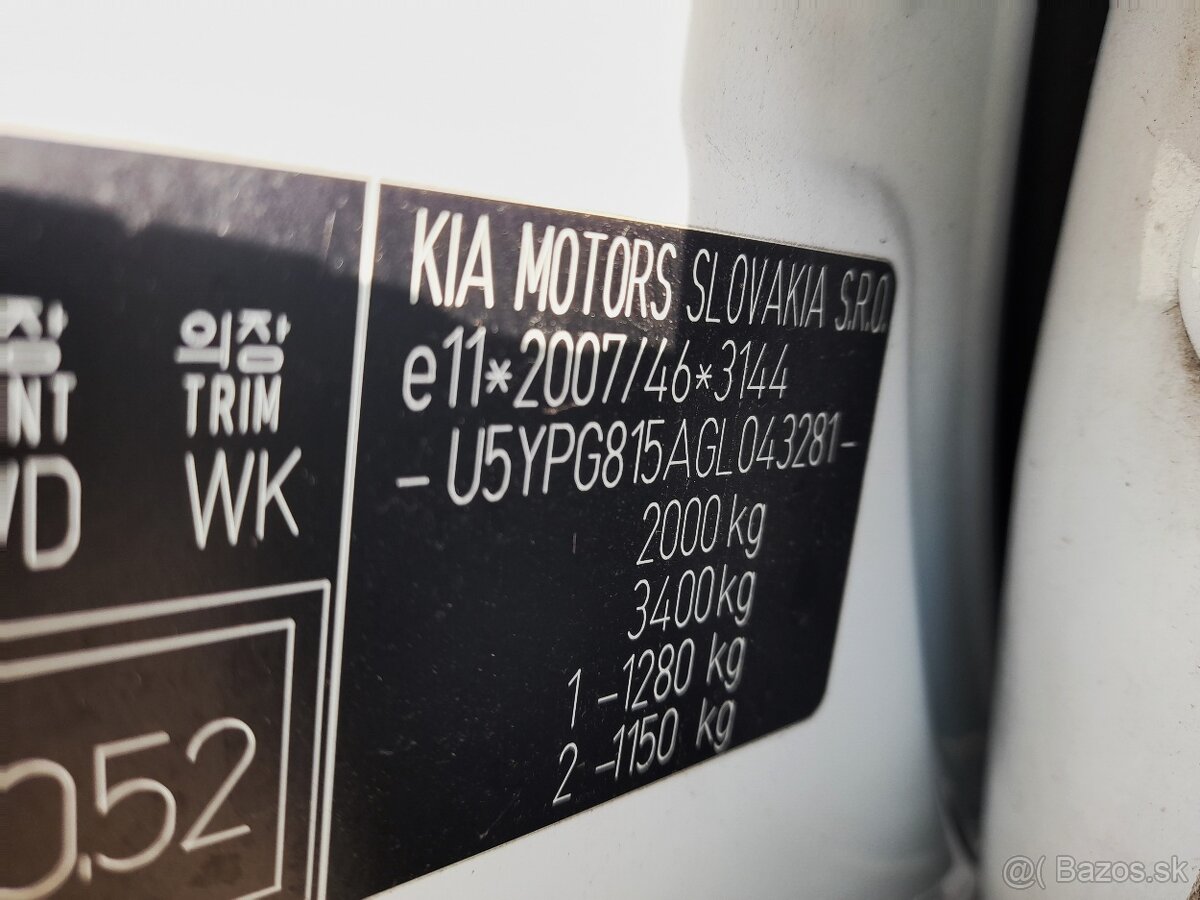 의장
TRIM
WK
0,52
KIA MOTORS SLOVAKIA S.R.O.
e11*2007/46*3144
-U5YPG815AGL043281-
2000 kg
3400 kg
1 -1280 kg
2 -1150 kg
@( Bazos.sk